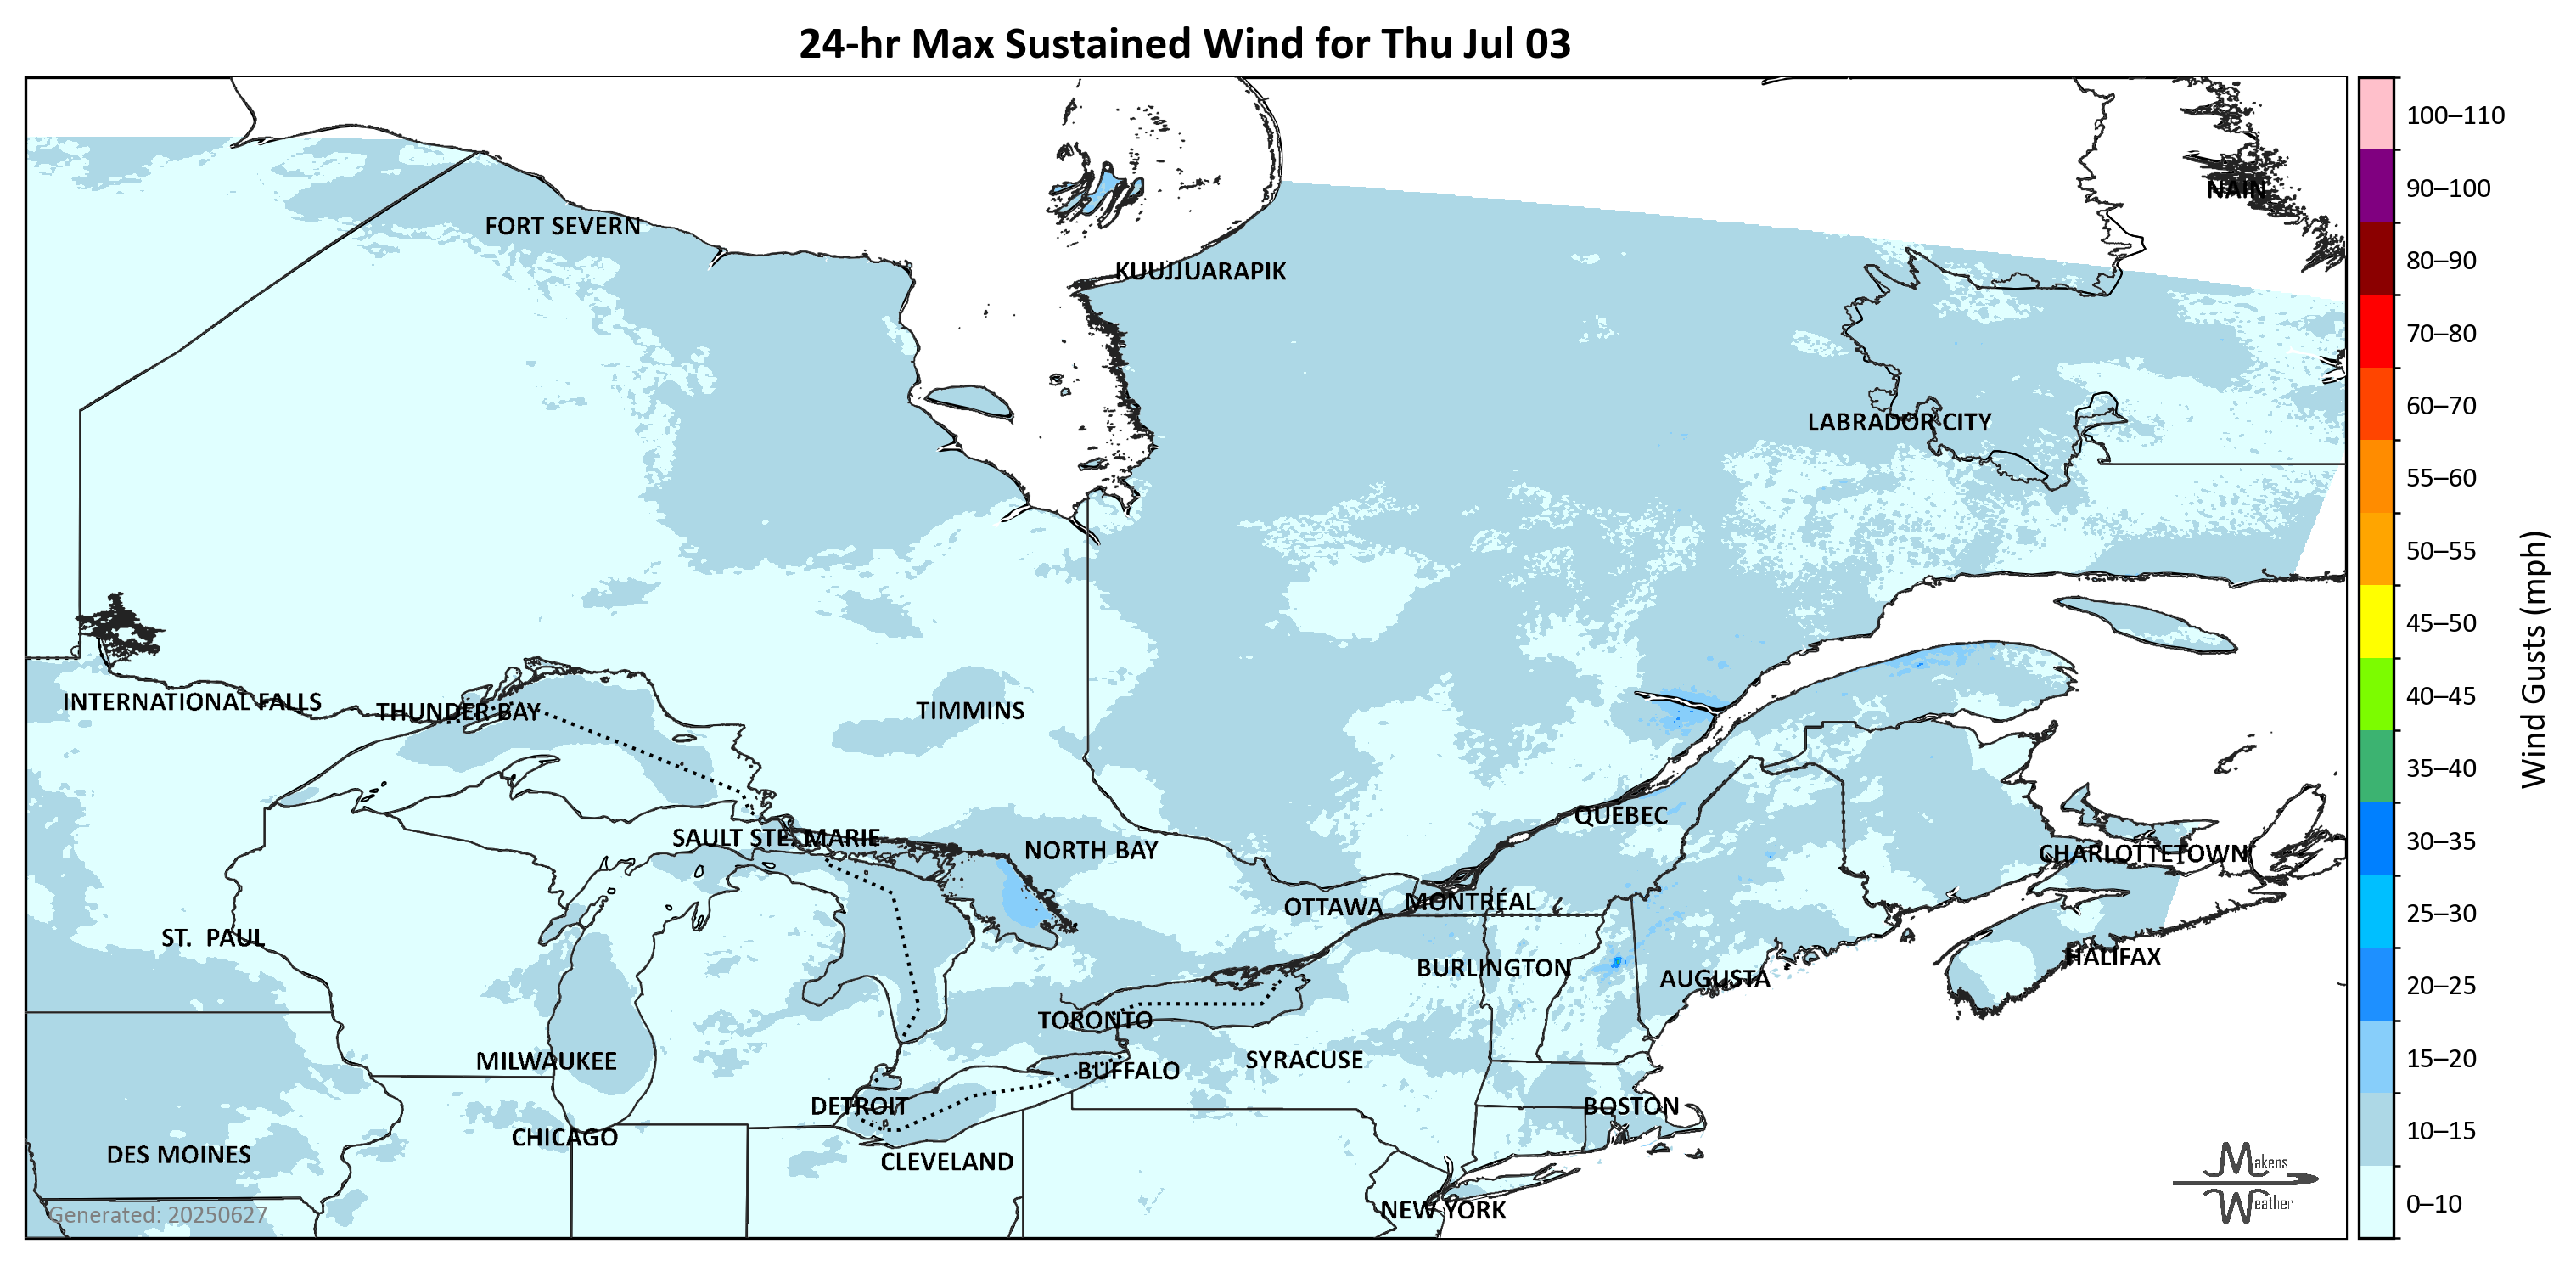 24-hr Max Sustained Wind for Thu Jul 03
100–110
90–100
80–90
70–80
60–70
55–60
50–55
45–50
40–45
35–40
30–35
25–30
20–25
15–20
10–15
0–10
Wind Gusts (mph)
NAIN
FORT SEVERN
KUUJJUARAPIK
LABRADOR CITY
INTERNATIONAL FALLS
THUNDER BAY
TIMMINS
QUÉBEC
SAULT STE. MARIE
NORTH BAY
CHARLOTTETOWN
OTTAWA
MONTRÉAL
ST. PAUL
HALIFAX
BURLINGTON
AUGUSTA
TORONTO
MILWAUKEE
SYRACUSE
BUFFALO
DETROIT
BOSTON
CHICAGO
DES MOINES
CLEVELAND
NEW YORK
Makens
Weather
Generated: 20250627